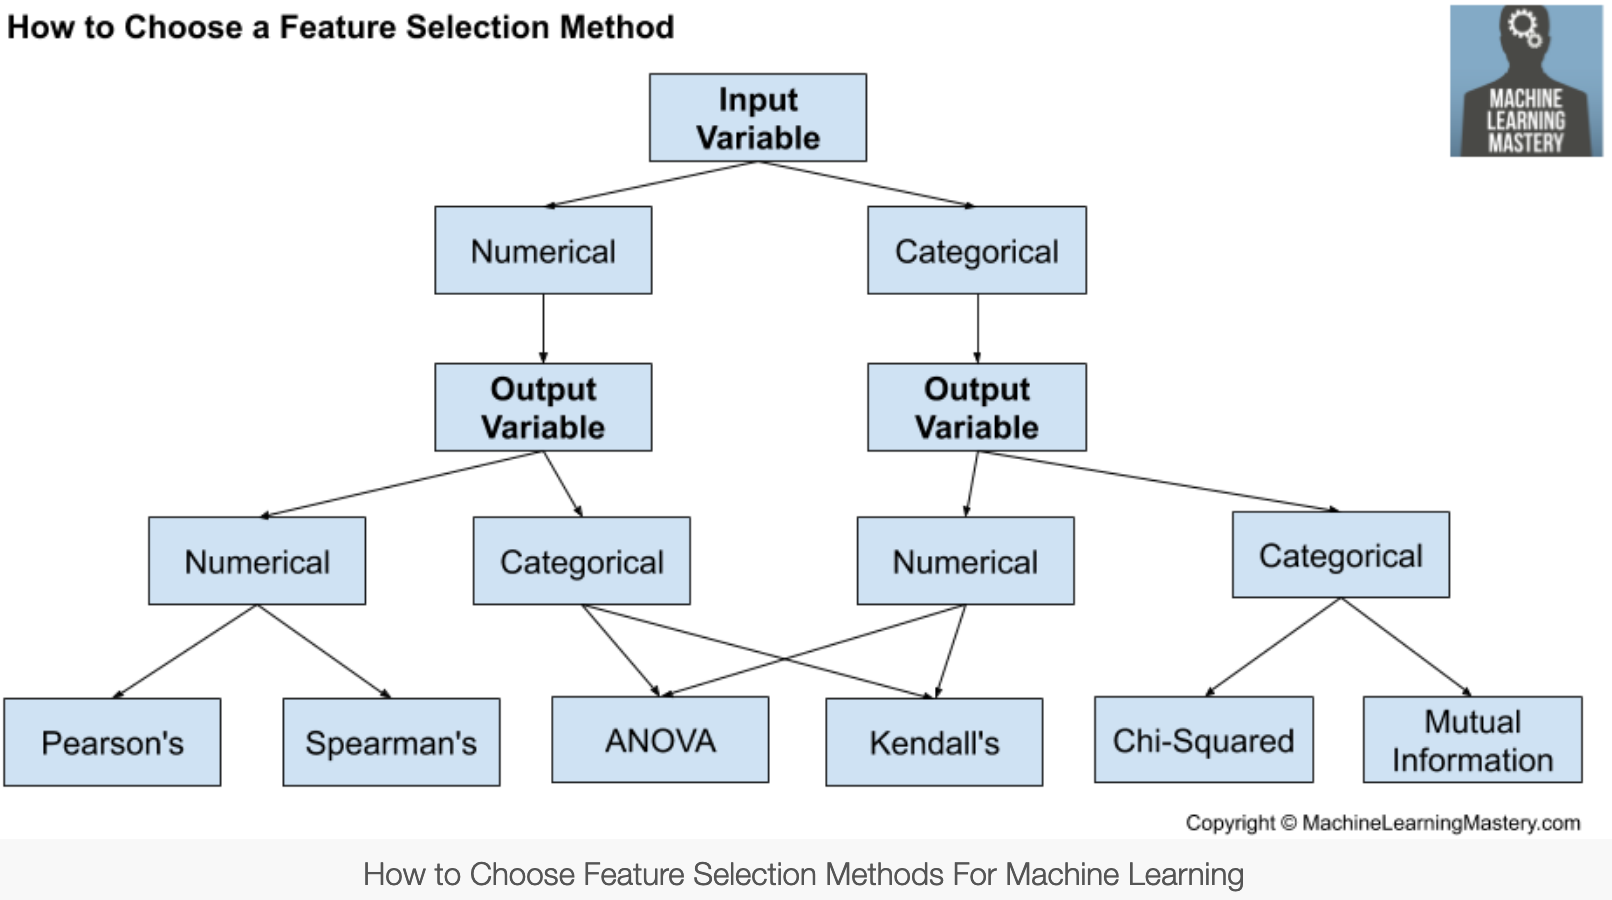 How to Choose a Feature Selection Method
MACHINE
LEARNING
MASTERY
Input
Variable
Numerical
Categorical
Output
Variable
Output
Variable
Numerical
Categorical
Numerical
Categorical
Pearson's
Spearman's
ANOVA
Kendall's
Chi-Squared
Mutual
Information
Copyright © MachineLearningMastery.com
How to Choose Feature Selection Methods For Machine Learning